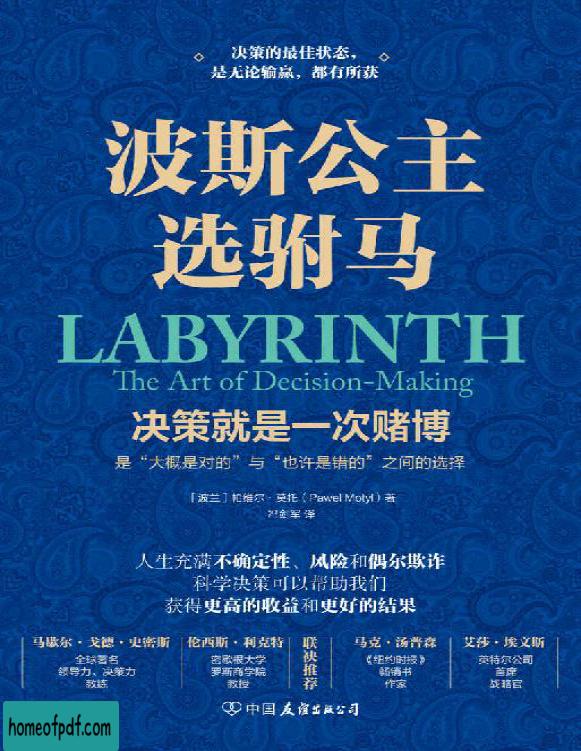 决策的最佳状态，
是无论输赢，都有所获
波斯公主
选驸马
LABYRINTH
The Art of Decision-Making
决策就是一次赌博
是“大概是对的”与“也许是错的”之间的选择
［波兰］帕维尔·莫托（Pawel Motyl）著
冯剑军 译
人生充满不确定性、风险和偶尔欺诈
科学决策可以帮助我们
获得更高的收益和更好的结果
马歇尔·戈德·史密斯
全球著名
领导力、决策力
教练
伦西斯·利克特
密歇根大学
罗斯商学院
教授
联袂推荐
马克·汤普森
《纽约时报》
畅销书
作家
艾莎·埃文斯
英特尔公司
首席
战略官
中国友谊出版公司
homeofpdf.com